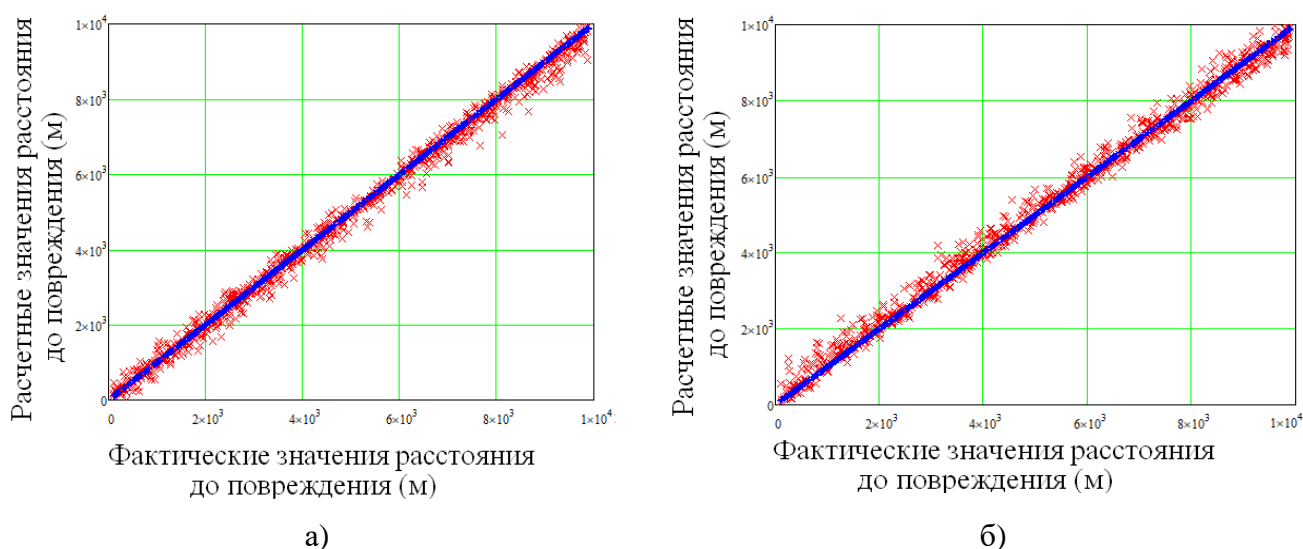 Расчетные значения расстояния
до повреждения (м)
1×10⁴
8×10³
6×10³
4×10³
2×10³
0
0
2×10³
4×10³
6×10³
8×10³
1×10⁴
Фактические значения расстояния
до повреждения (м)
а)
Расчетные значения расстояния
до повреждения (м)
1×10⁴
8×10³
6×10³
4×10³
2×10³
0
0
2×10³
4×10³
6×10³
8×10³
1×10⁴
Фактические значения расстояния
до повреждения (м)
б)